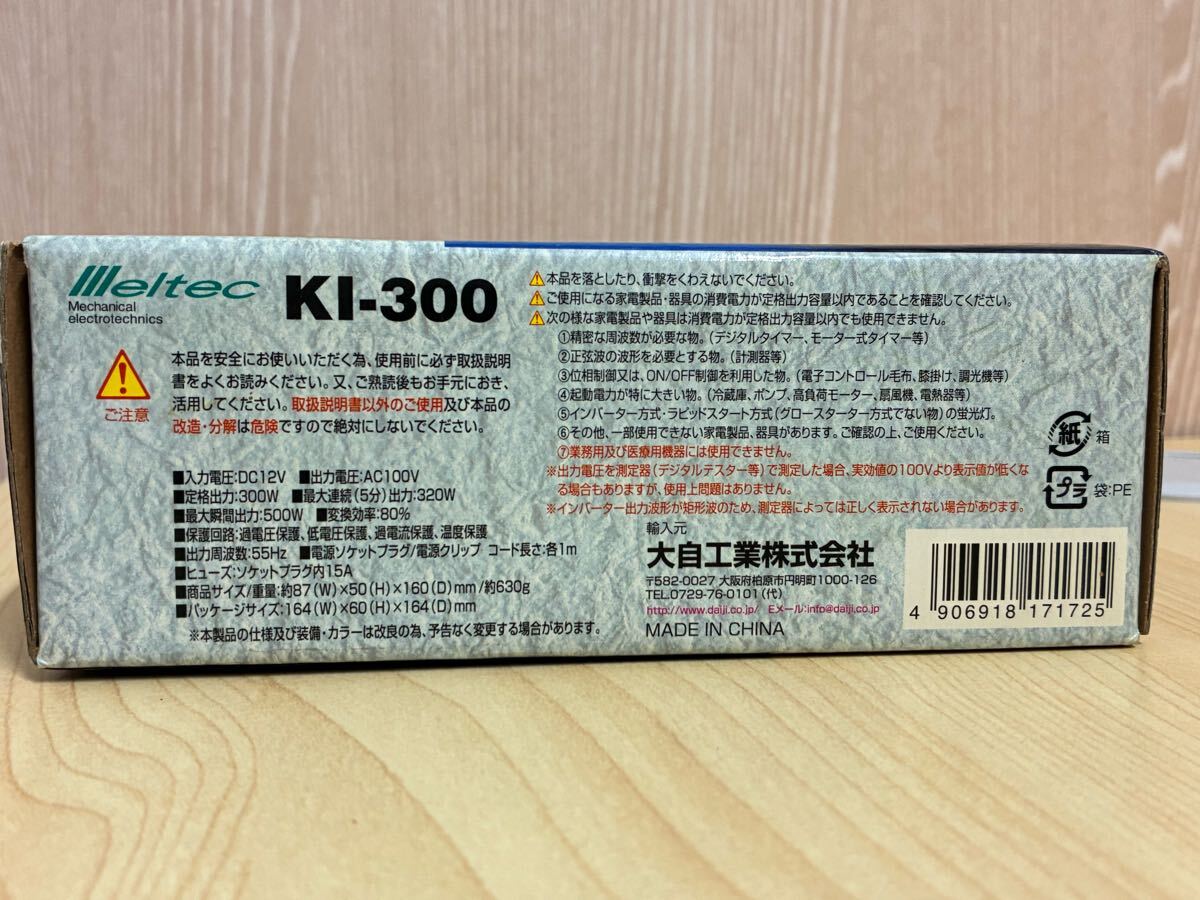 Meltec
Mechanical
electrotechnics
KI-300
ご注意
本品を安全にお使いいただく為、使用前に必ず取扱説明
書をよくお読みください。又、ご熟読後もお手元におき、
活用してください。取扱説明書以外のご使用及び本品の
改造・分解は危険ですので絶対にしないでください。
■入力電圧:DC12V ■出力電圧:AC100V
■定格出力:300W ■最大連続(5分)出力:320W
■最大瞬間出力:500W ■変換効率:80%
■保護回路:過電圧保護、低電圧保護、過電流保護、温度保護
■出力周波数:55Hz ■電源ソケットプラグ/電源クリップ コード長さ:各1m
■ヒューズ:ソケットプラグ内15A
■商品サイズ/重量:約87(W)×50(H)×160(D)mm/約630g
■パッケージサイズ:164(W)×60(H)×164(D)mm
※本製品の仕様及び装備・カラーは改良の為、予告なく変更する場合があります。
本品を落としたり、衝撃をくわえないでください。
ご使用になる家電製品・器具の消費電力が定格出力容量以内であることを確認してください。
次の様な家電製品や器具は消費電力が定格出力容量以内でも使用できません。
①精密な周波数が必要な物。(デジタルタイマー、モーター式タイマー等)
②正弦波の波形を必要とする物。(計測器等)
③位相制御又は、ON/OFF制御を利用した物。(電子コントロール毛布、膝掛け、調光機等)
④起動電力が特に大きい物。(冷蔵庫、ポンプ、高負荷モーター、扇風機、電熱器等)
⑤インバーター方式・ラピッドスタート方式(グロースターター方式でない物)の蛍光灯。
⑥その他、一部使用できない家電製品、器具があります。ご確認の上、ご使用ください。
⑦業務用及び医療用機器には使用できません。
※出力電圧を測定器(デジタルテスター等)で測定した場合、実効値の100Vより表示値が低くな
る場合もありますが、使用上問題はありません。
※インバーター出力波形が矩形波のため、測定器によっては正しく表示されない場合があります。
紙 箱
プラ 袋:PE
輸入元
大自工業株式会社
〒582-0027 大阪府柏原市円明町1000-126
TEL.0729-76-0101(代)
http://www.daiji.co.jp/ Eメール:info@daiji.co.jp
MADE IN CHINA
4 906918 171725